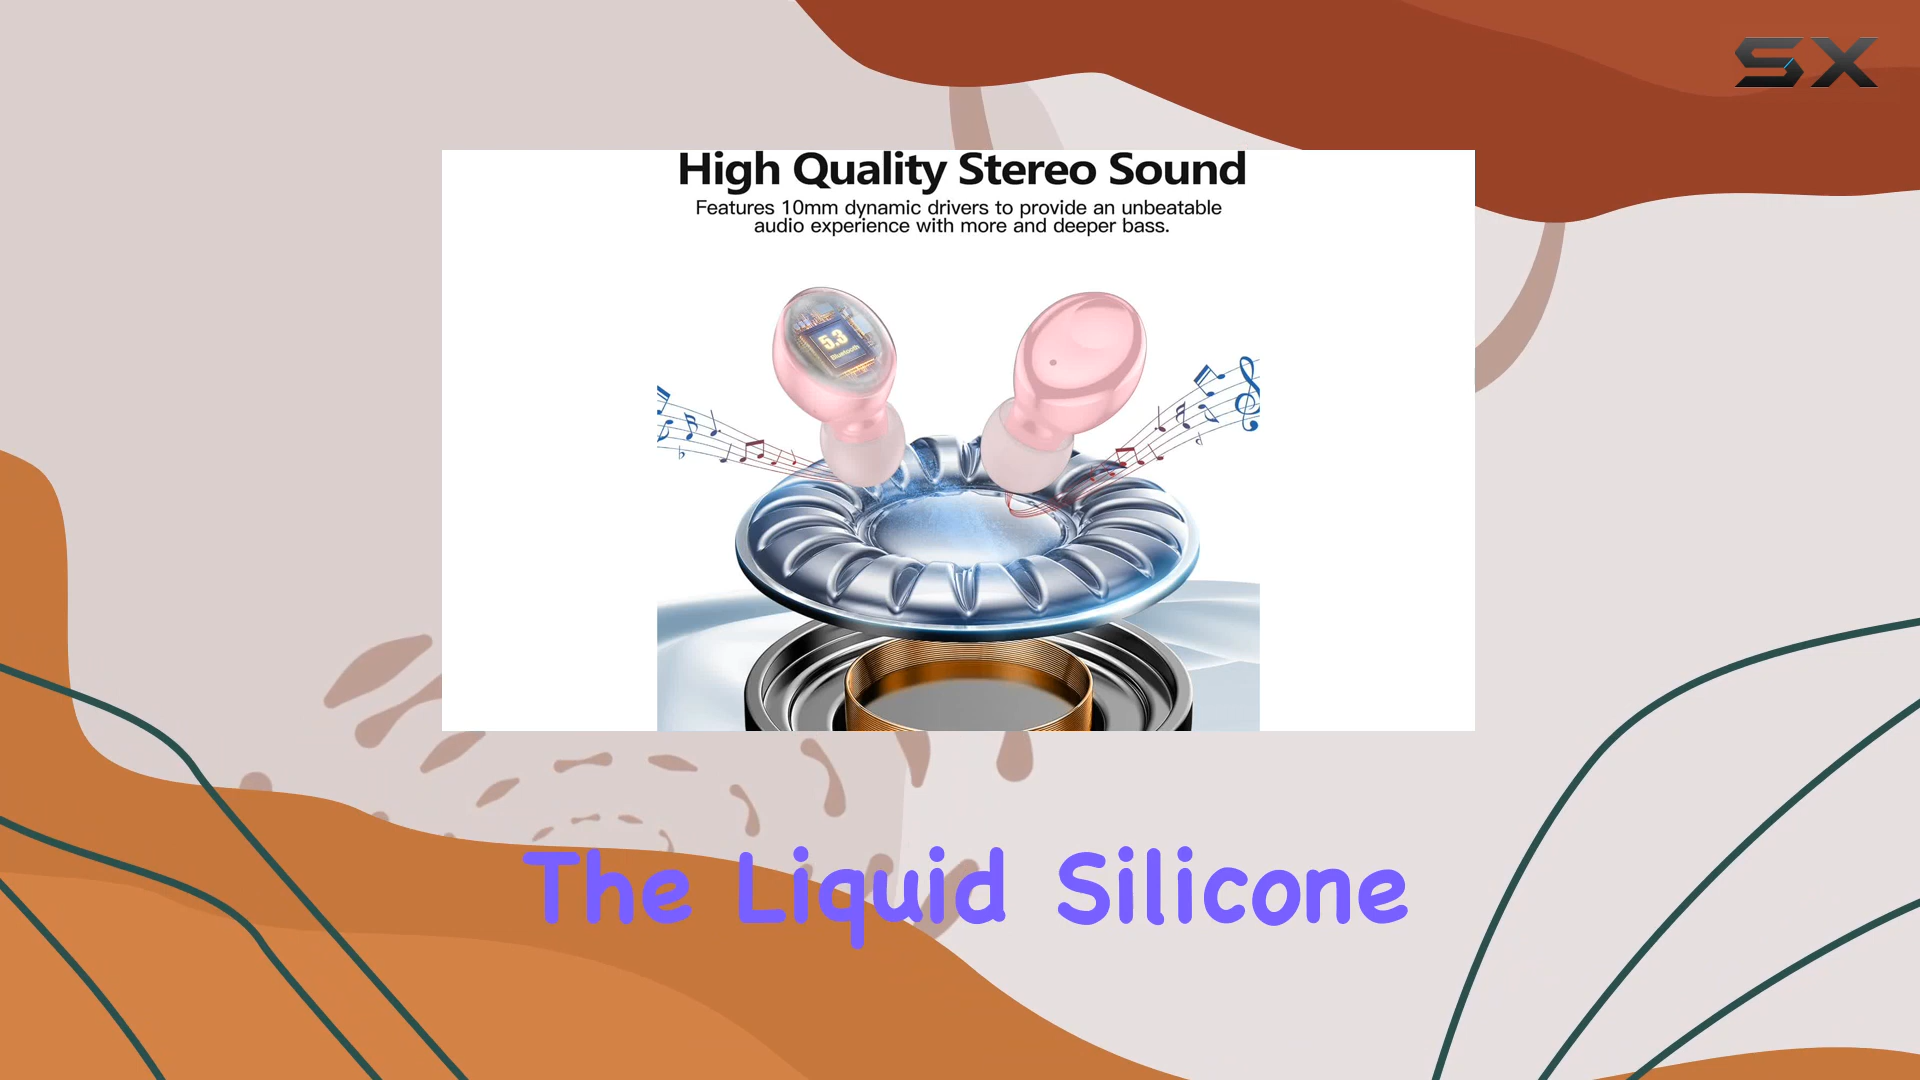 SX
High Quality Stereo Sound
Features 10mm dynamic drivers to provide an unbeatable
audio experience with more and deeper bass.
5.3
Bluetooth
The Liquid Silicone